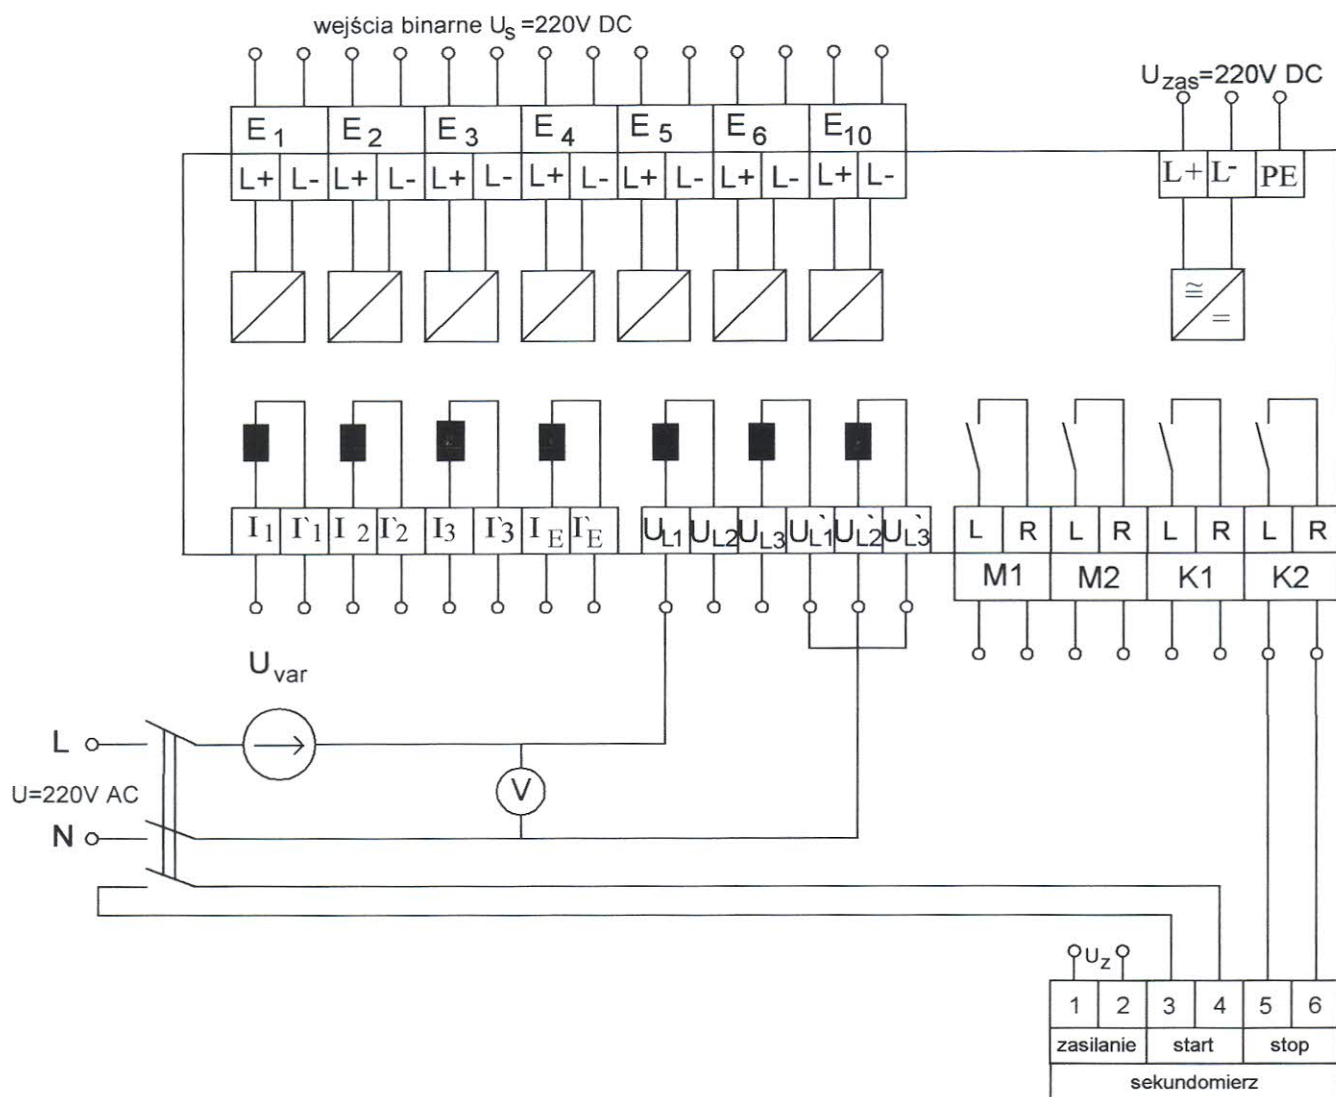 wejścia binarne Us =220V DC
Uzas=220V DC
E1 E2 E3 E4 E5 E6 E10
L+ L- L+ L- L+ L- L+ L- L+ L- L+ L- L+ L-
L+ L- PE
≅
=
I1 I`1 I2 I`2 I3 I`3 IE I`E UL1 UL2 UL3 U`L1 U`L2 U`L3
L R L R L R L R
M1 M2 K1 K2
Uvar
L
V
U=220V AC
N
Uz
1 2 3 4 5 6
zasilanie start stop
sekundomierz